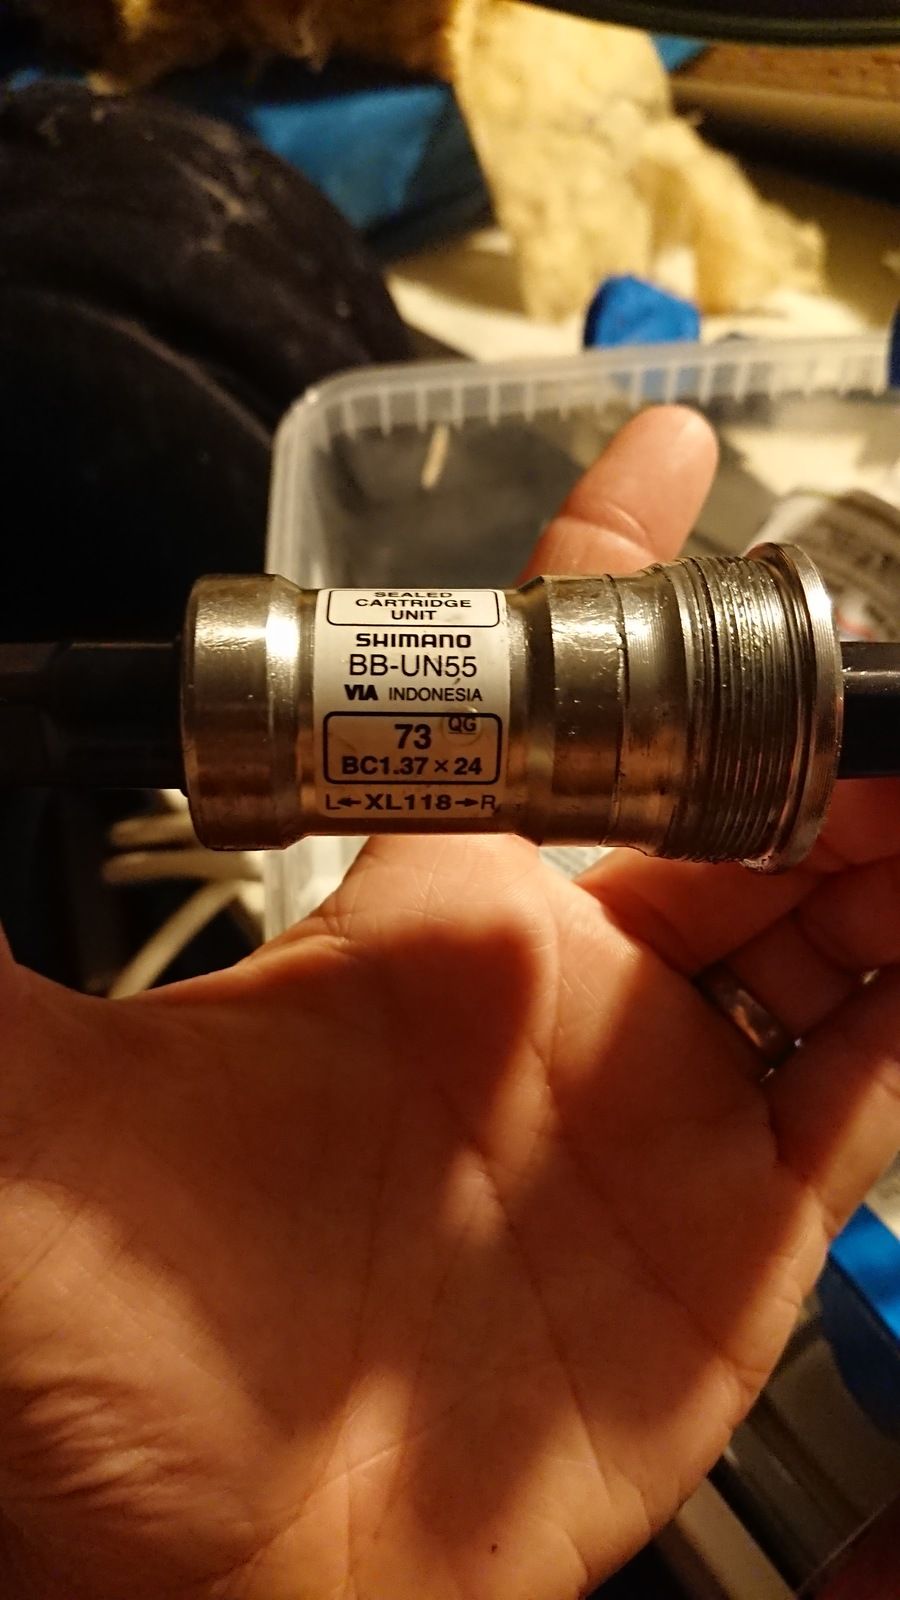 SEALED
CARTRIDGE
UNIT
SHIMANO
BB-UN55
VIA INDONESIA
QG
73
BC1.37×24
L←XL118→R